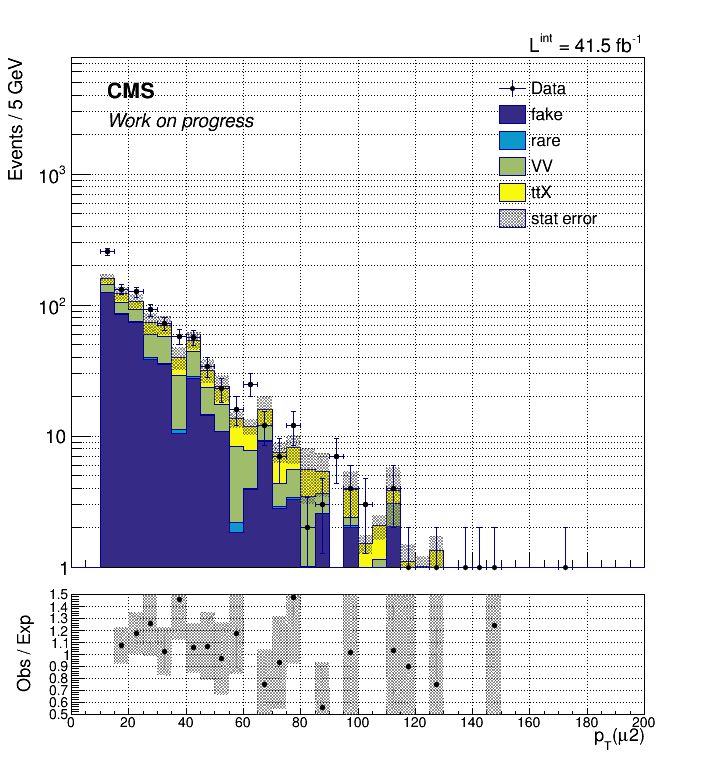 L^int = 41.5 fb^-1
Events / 5 GeV
CMS
Work on progress
Data
fake
rare
VV
ttX
stat error
10^3
10^2
10
1
Obs / Exp
1.5
1.4
1.3
1.2
1.1
1
0.9
0.8
0.7
0.6
0.5
0 20 40 60 80 100 120 140 160 180 200
p_T(μ2)